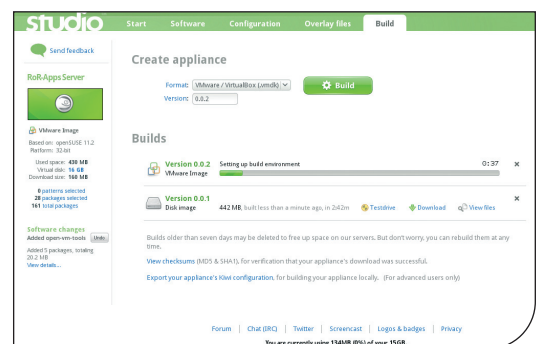 studio
Start Software Configuration Overlay files Build
Send feedback
RoR-Apps Server
VMware Image
Based on: openSUSE 11.2
Platform: 32-bit
Used space: 430 MB
Virtual disk: 16 GB
Download size: 160 MB
0 patterns selected
28 packages selected
161 total packages
Software changes
Added open-vm-tools Undo
Added 5 packages, totaling
20.2 MB
View details...
Create appliance
Format: VMware / VirtualBox (.vmdk) Build
Version: 0.0.2
Builds
Version 0.0.2 Setting up build environment 0:37 ×
VMware Image
Version 0.0.1 ×
Disk image 442 MB, built less than a minute ago, in 2:42m Testdrive Download View files
Builds older than seven days may be deleted to free up space on our servers. But don't worry, you can rebuild them at any
time.
View checksums (MD5 & SHA1), for verification that your appliance's download was successful.
Export your appliance's Kiwi configuration, for building your appliance locally. (For advanced users only)
Forum | Chat (IRC) | Twitter | Screencast | Logos & badges | Privacy
You are currently using 134MB (0%) of your 15GB.